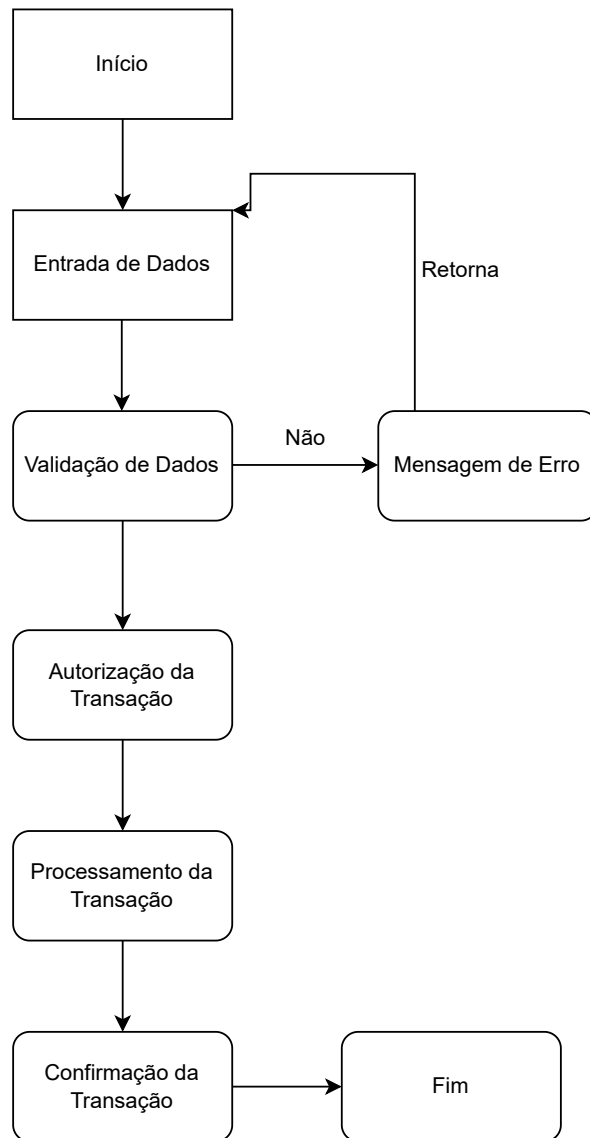 Início
Entrada de Dados
Retorna
Validação de Dados
Não
Mensagem de Erro
Autorização da
Transação
Processamento da
Transação
Confirmação da
Transação
Fim